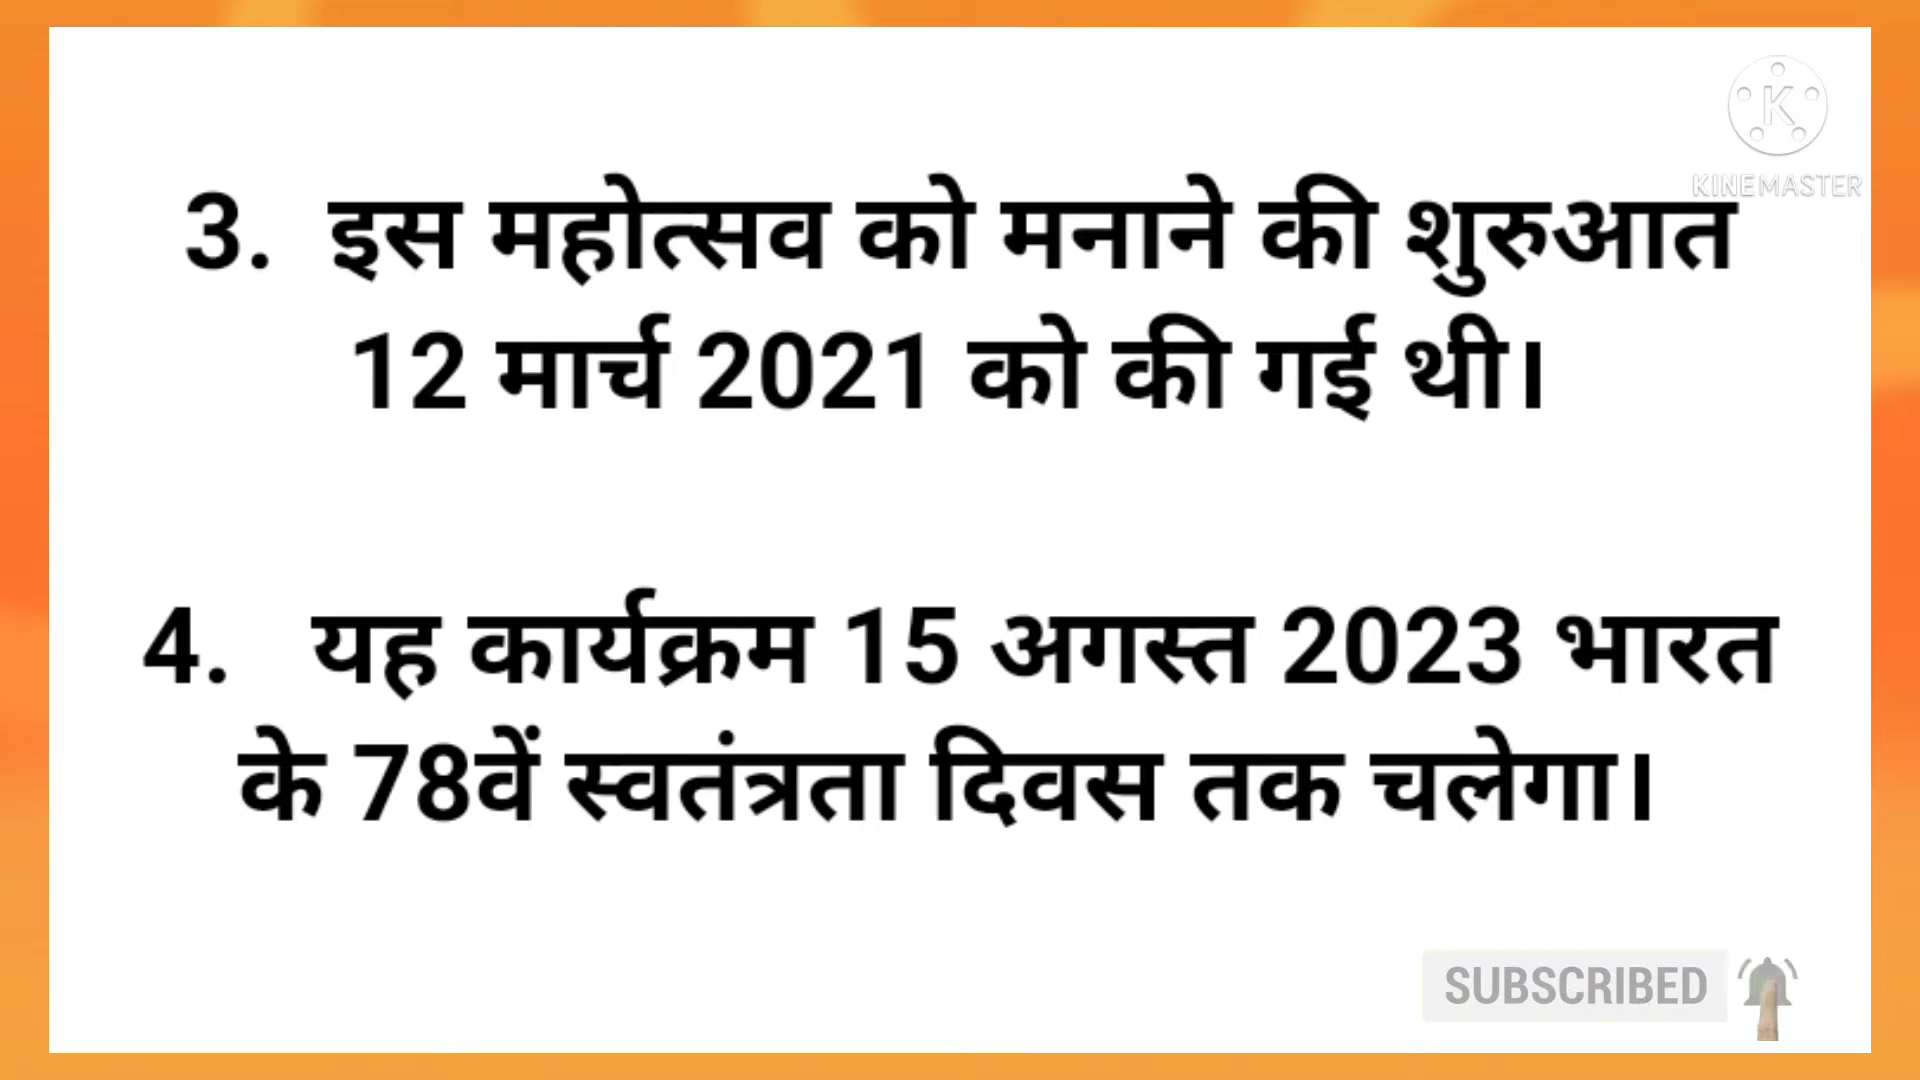 KINEMASTER
3. इस महोत्सव को मनाने की शुरुआत
12 मार्च 2021 को की गई थी।
4. यह कार्यक्रम 15 अगस्त 2023 भारत
के 78वें स्वतंत्रता दिवस तक चलेगा।
SUBSCRIBED